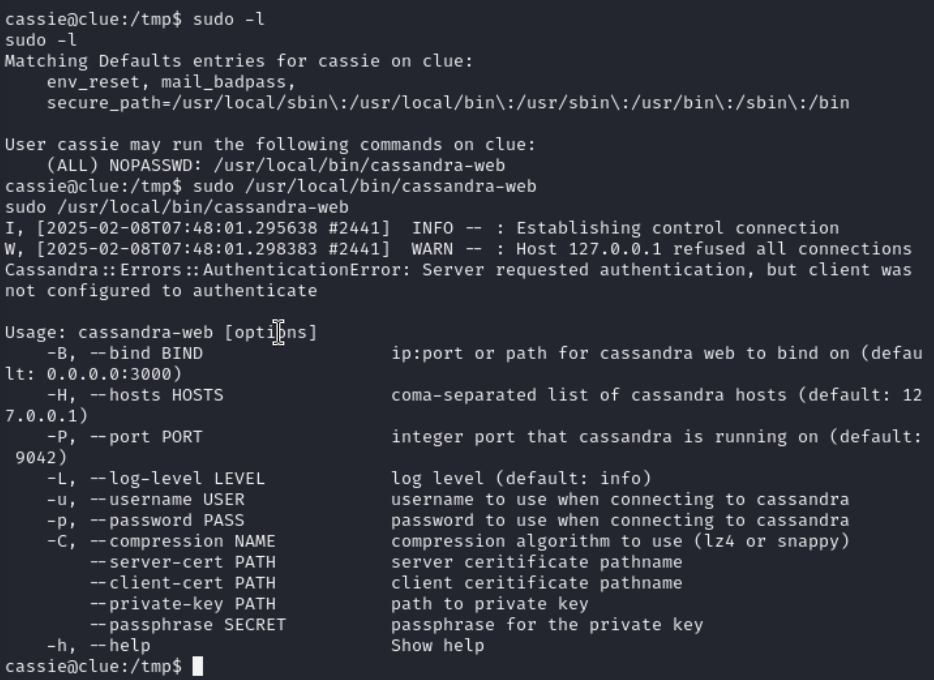 cassie@clue:/tmp$ sudo -l
sudo -l
Matching Defaults entries for cassie on clue:
    env_reset, mail_badpass,
    secure_path=/usr/local/sbin\:/usr/local/bin\:/usr/sbin\:/usr/bin\:/sbin\:/bin

User cassie may run the following commands on clue:
    (ALL) NOPASSWD: /usr/local/bin/cassandra-web
cassie@clue:/tmp$ sudo /usr/local/bin/cassandra-web
sudo /usr/local/bin/cassandra-web
I, [2025-02-08T07:48:01.295638 #2441]  INFO -- : Establishing control connection
W, [2025-02-08T07:48:01.298383 #2441]  WARN -- : Host 127.0.0.1 refused all connections
Cassandra::Errors::AuthenticationError: Server requested authentication, but client was
not configured to authenticate

Usage: cassandra-web [options]
    -B, --bind BIND                  ip:port or path for cassandra web to bind on (defau
lt: 0.0.0.0:3000)
    -H, --hosts HOSTS                coma-separated list of cassandra hosts (default: 12
7.0.0.1)
    -P, --port PORT                  integer port that cassandra is running on (default:
 9042)
    -L, --log-level LEVEL            log level (default: info)
    -u, --username USER              username to use when connecting to cassandra
    -p, --password PASS              password to use when connecting to cassandra
    -C, --compression NAME           compression algorithm to use (lz4 or snappy)
        --server-cert PATH           server ceritificate pathname
        --client-cert PATH           client ceritificate pathname
        --private-key PATH           path to private key
        --passphrase SECRET          passphrase for the private key
    -h, --help                       Show help
cassie@clue:/tmp$